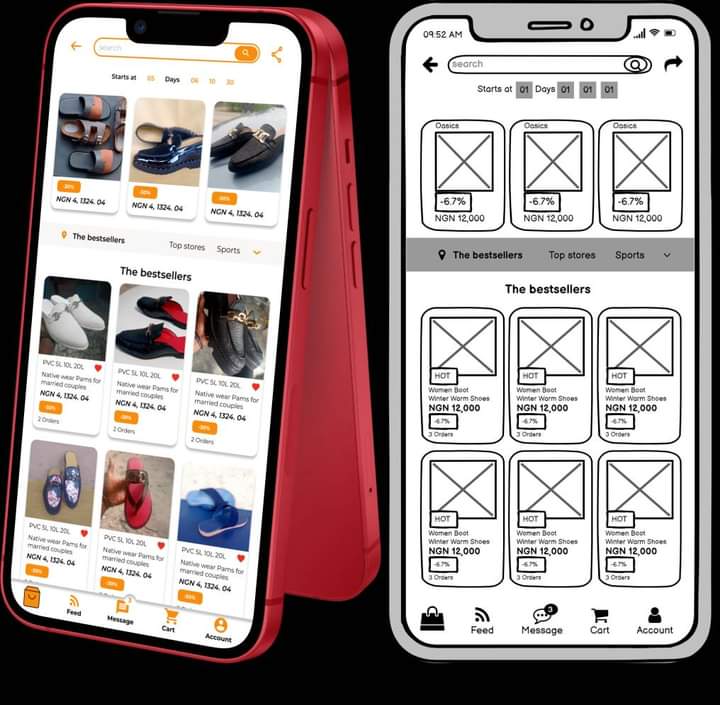 search
Starts at 05 Days 06 10 30
-30% -30% -30%
NGN 4, 1324. 04 NGN 4, 1324. 04 NGN 4, 1324. 04
The bestsellers Top stores Sports
The bestsellers
PVC 5L 10L 20L PVC 5L 10L 20L PVC 5L 10L 20L
Native wear Pams for Native wear Pams for Native wear Pams for
married couples married couples married couples
NGN 4, 1324. 04 NGN 4, 1324. 04 NGN 4, 1324. 04
-30% -30% -30%
2 Orders 2 Orders 2 Orders
PVC 5L 10L 20L PVC 5L 10L 20L PVC 5L 10L 20L
Native wear Pams for Native wear Pams for Native wear Pams for
married couples married couples married couples
NGN 4, 1324. 04 NGN 4, 1324. 04 NGN 4, 1324. 04
-30% -30% -30%
3
Feed Message Cart Account
09:52 AM
search
Starts at 01 Days 01 01 01
Oasics Oasics Oasics
-6.7% -6.7% -6.7%
NGN 12,000 NGN 12,000 NGN 12,000
The bestsellers Top stores Sports
The bestsellers
HOT HOT HOT
Women Boot Women Boot Women Boot
Winter Warm Shoes Winter Warm Shoes Winter Warm Shoes
NGN 12,000 NGN 12,000 NGN 12,000
-6.7% -6.7% -6.7%
3 Orders 3 Orders 3 Orders
HOT HOT HOT
Women Boot Women Boot Women Boot
Winter Warm Shoes Winter Warm Shoes Winter Warm Shoes
NGN 12,000 NGN 12,000 NGN 12,000
-6.7% -6.7% -6.7%
3 Orders 3 Orders 3 Orders
3
Feed Message Cart Account